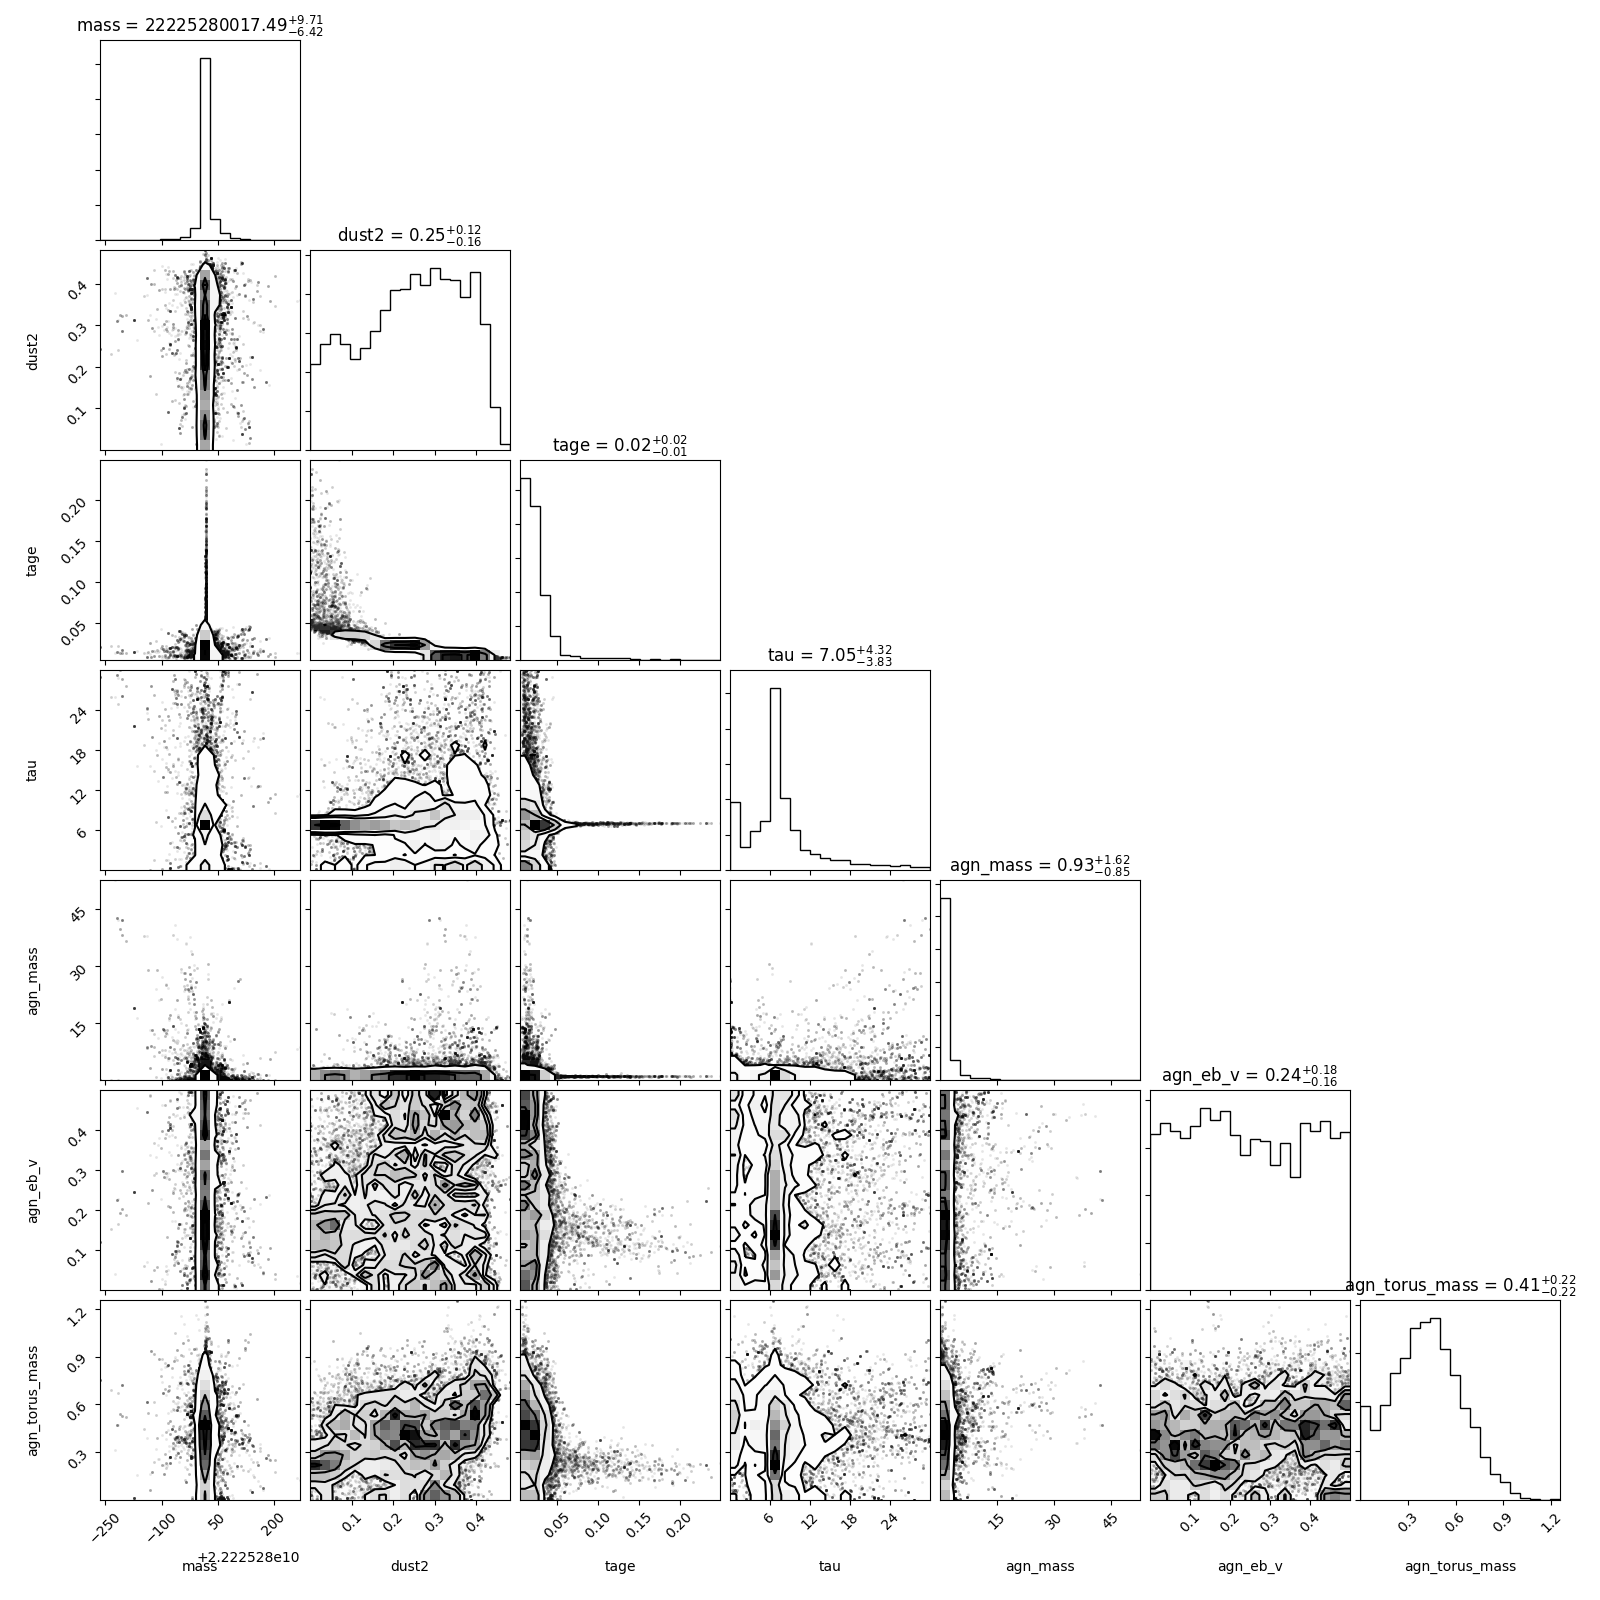 mass = 22225280017.49+9.71−6.42
dust2 = 0.25+0.12−0.16
dust2
0.4
0.3
0.2
0.1
tage = 0.02+0.02−0.01
tage
0.20
0.15
0.10
0.05
tau = 7.05+4.32−3.83
tau
24
18
12
6
agn_mass = 0.93+1.62−0.85
agn_mass
45
30
15
agn_eb_v = 0.24+0.18−0.16
agn_eb_v
0.4
0.3
0.2
0.1
agn_torus_mass = 0.41+0.22−0.22
agn_torus_mass
1.2
0.9
0.6
0.3
−250 −100 50 200 0.1 0.2 0.3 0.4 0.05 0.10 0.15 0.20 6 12 18 24 15 30 45 0.1 0.2 0.3 0.4 0.3 0.6 0.9 1.2
+2.222528e10
mass dust2 tage tau agn_mass agn_eb_v agn_torus_mass